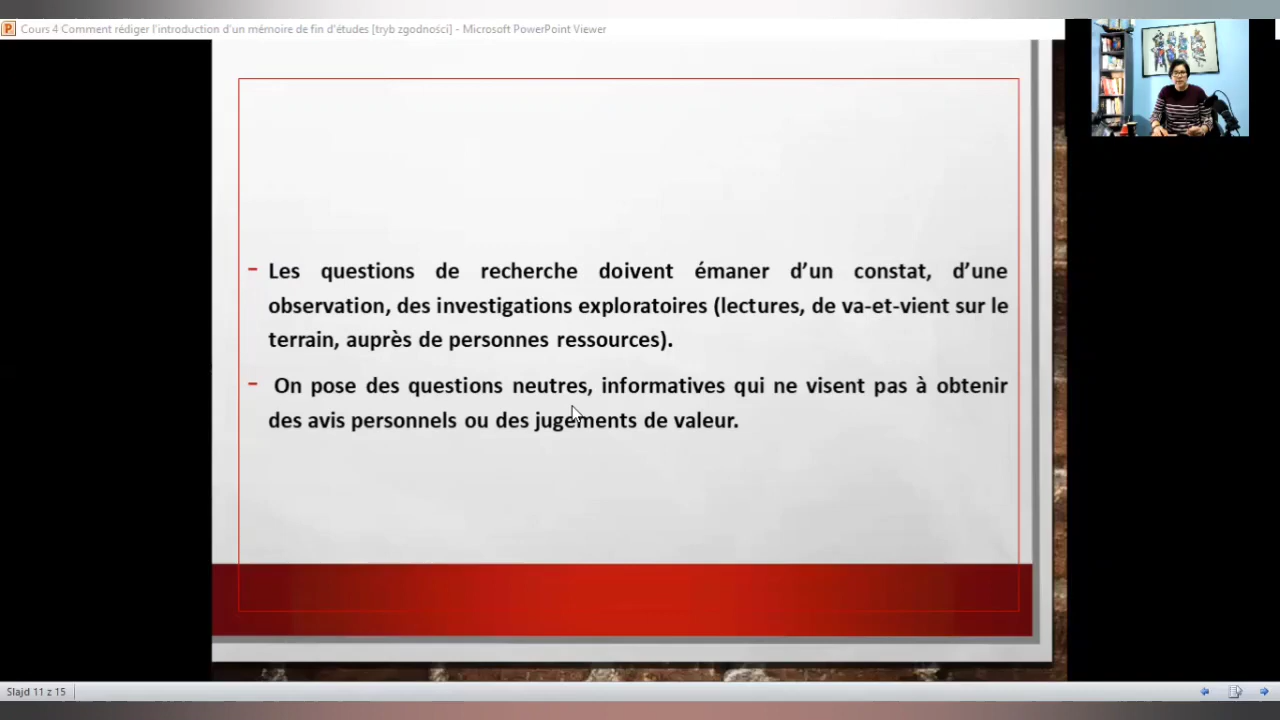 Cours 4 Comment rédiger l'introduction d'un mémoire de fin d'études [tryb zgodności] - Microsoft PowerPoint Viewer
- Les questions de recherche doivent émaner d'un constat, d'une
observation, des investigations exploratoires (lectures, de va-et-vient sur le
terrain, auprès de personnes ressources).
- On pose des questions neutres, informatives qui ne visent pas à obtenir
des avis personnels ou des jugements de valeur.
Slajd 11 z 15